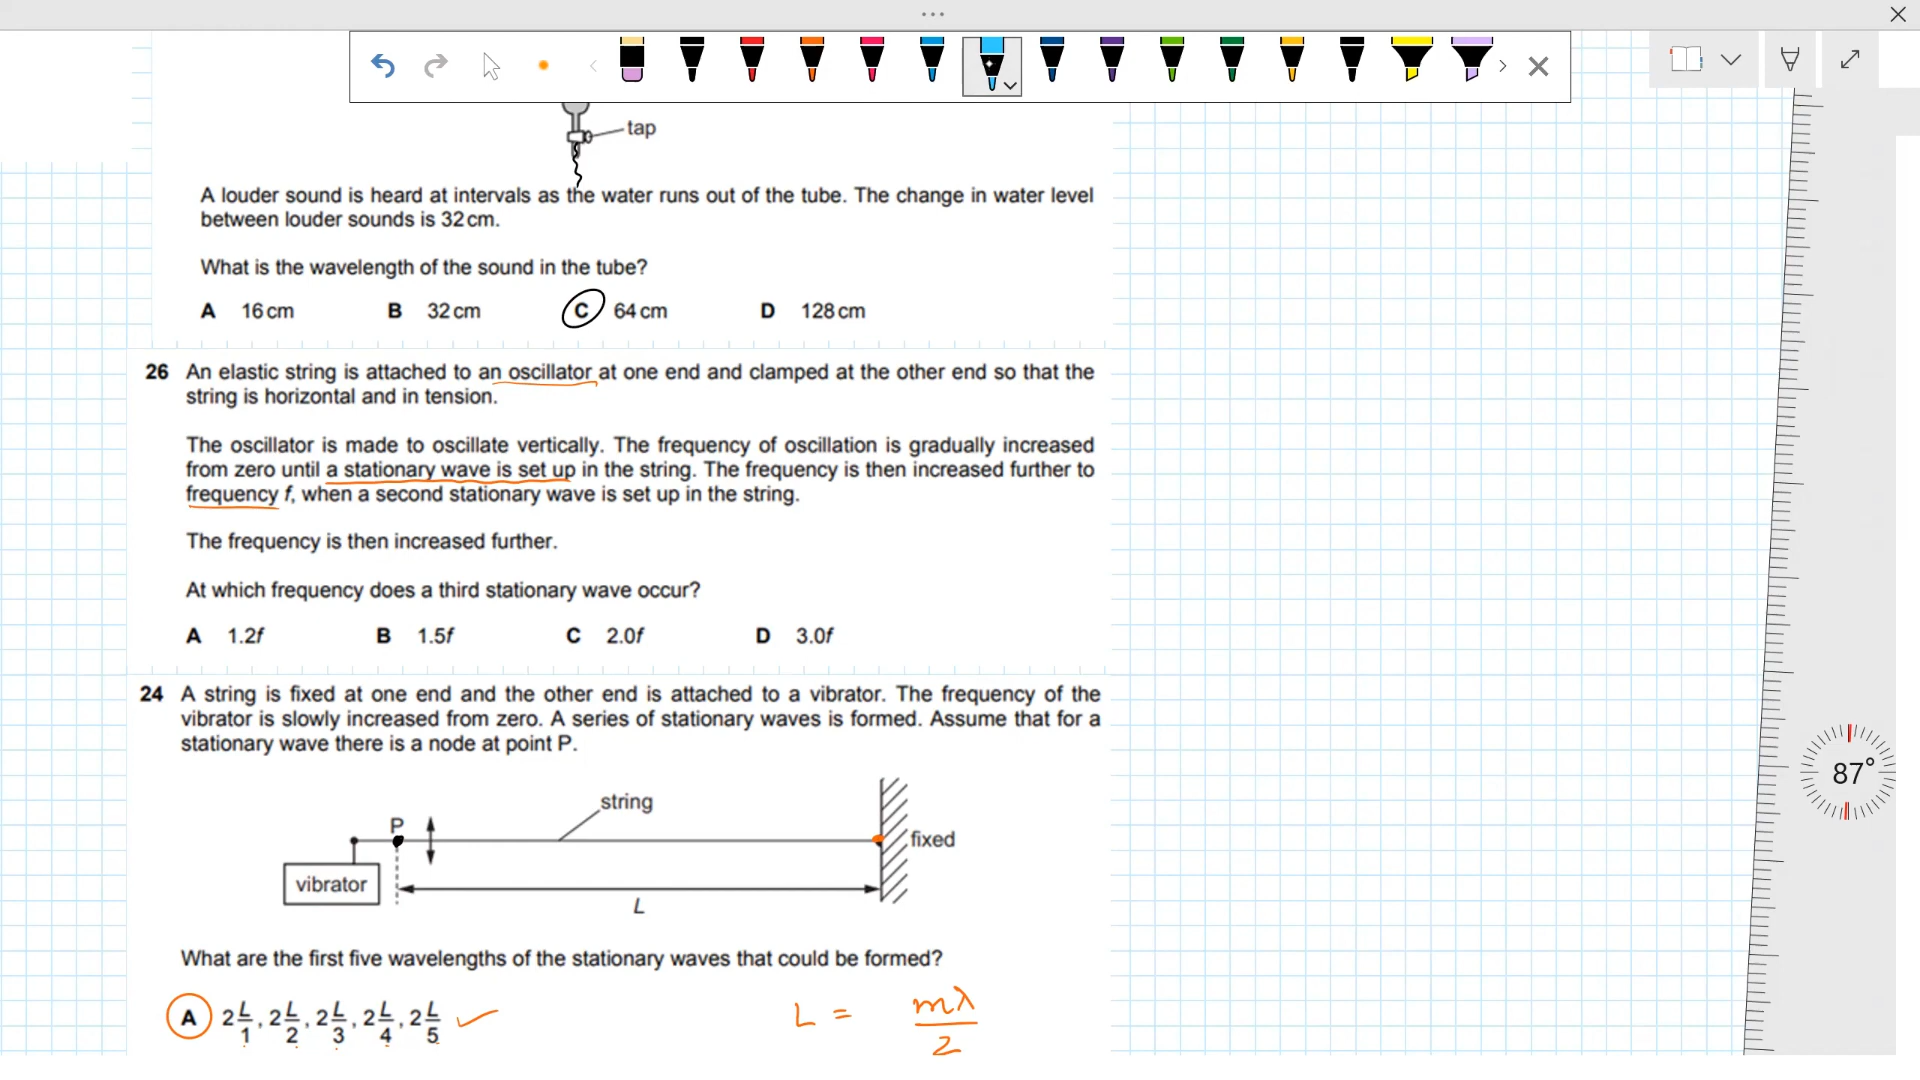 tap
A louder sound is heard at intervals as the water runs out of the tube. The change in water level
between louder sounds is 32 cm.
What is the wavelength of the sound in the tube?
A 16 cm B 32 cm C 64 cm D 128 cm
26 An elastic string is attached to an oscillator at one end and clamped at the other end so that the
string is horizontal and in tension.
The oscillator is made to oscillate vertically. The frequency of oscillation is gradually increased
from zero until a stationary wave is set up in the string. The frequency is then increased further to
frequency f, when a second stationary wave is set up in the string.
The frequency is then increased further.
At which frequency does a third stationary wave occur?
A 1.2f B 1.5f C 2.0f D 3.0f
24 A string is fixed at one end and the other end is attached to a vibrator. The frequency of the
vibrator is slowly increased from zero. A series of stationary waves is formed. Assume that for a
stationary wave there is a node at point P.
string
P
fixed
vibrator
L
87°
What are the first five wavelengths of the stationary waves that could be formed?
A 2 L/1 , 2 L/2 , 2 L/3 , 2 L/4 , 2 L/5
L = mλ/2